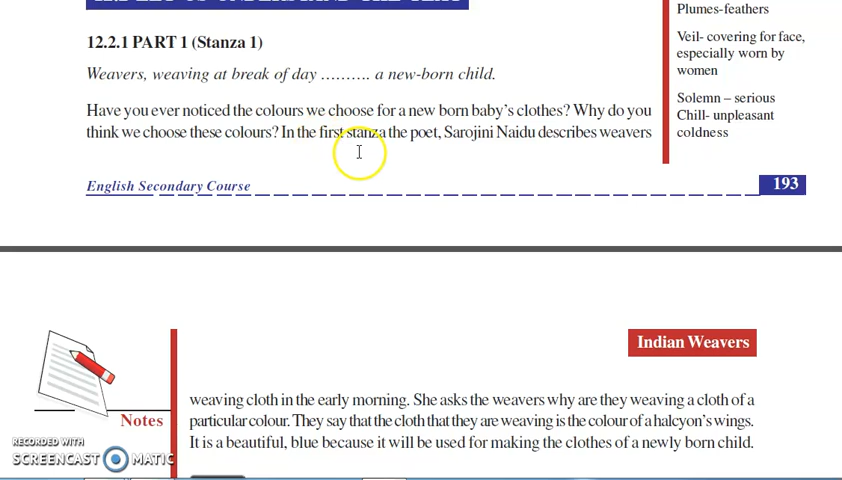 12.2.1 PART 1 (Stanza 1)
Weavers, weaving at break of day .......... a new-born child.
Have you ever noticed the colours we choose for a new born baby's clothes? Why do you
think we choose these colours? In the first stanza the poet, Sarojini Naidu describes weavers
Plumes-feathers
Veil- covering for face,
especially worn by
women
Solemn – serious
Chill- unpleasant
coldness
English Secondary Course
193
Indian Weavers
weaving cloth in the early morning. She asks the weavers why are they weaving a cloth of a
particular colour. They say that the cloth that they are weaving is the colour of a halcyon's wings.
It is a beautiful, blue because it will be used for making the clothes of a newly born child.
Notes
RECORDED WITH
SCREENCAST MATIC